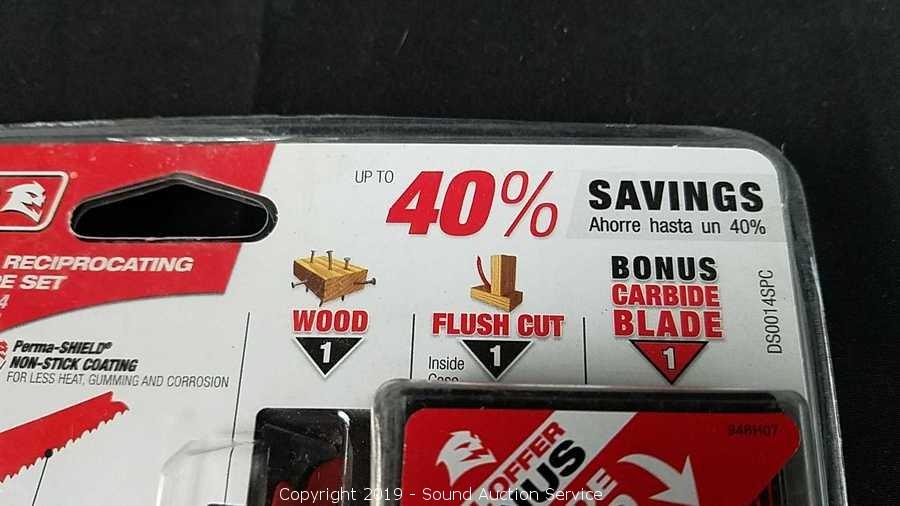 UP TO 40% SAVINGS
Ahorre hasta un 40%
RECIPROCATING
SET
4
Perma-SHIELD®
NON-STICK COATING
FOR LESS HEAT, GUMMING AND CORROSION
WOOD
1
FLUSH CUT
1
Inside
Case
BONUS
CARBIDE
BLADE
1
DS0014SPC
OFFER
948H07
Copyright 2019 - Sound Auction Service